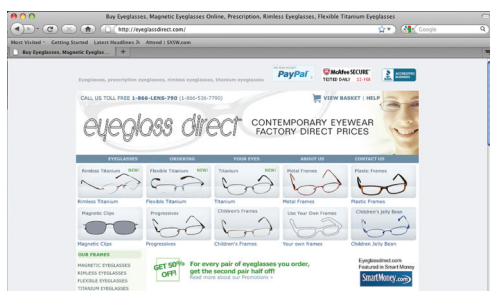 Buy Eyeglasses, Magnetic Eyeglasses Online, Prescription, Rimless Eyeglasses, Flexible Titanium Eyeglasses
http://eyeglassdirect.com/
Google
Most Visited Getting Started Latest Headlines Attend | SXSW.com
Buy Eyeglasses, Magnetic Eyeglas...
Eyeglasses, prescription eyeglasses, rimless eyeglasses, titanium eyeglasses
PayPal
McAfee SECURE
TESTED DAILY 12-FEB
ACCREDITED BUSINESS
CALL US TOLL FREE 1-866-LENS-790 (1-866-536-7790)
VIEW BASKET | HELP
eyeglass direct
CONTEMPORARY EYEWEAR
FACTORY DIRECT PRICES
EYEGLASSES ORDERING YOUR EYES ABOUT US CONTACT US
Rimless Titanium NEW! Flexible Titanium NEW! Titanium NEW! Metal Frames Plastic Frames
Rimless Titanium Flexible Titanium Titanium Metal Frames Plastic Frames
Magnetic Clips Progressives Children's Frames Use Your Own Frames Children's Jelly Bean
Magnetic Clips Progressives Children's Frames Your own Frames Children Jelly Bean
OUR FRAMES
MAGNETIC EYEGLASSES
RIMLESS EYEGLASSES
FLEXIBLE EYEGLASSES
TITANIUM EYEGLASSES
GET 50% OFF!
For every pair of eyeglasses you order,
get the second pair half off!
Read more about our Promotions »
Eyeglassdirect.com
Featured in Smart Money
SmartMoney.com